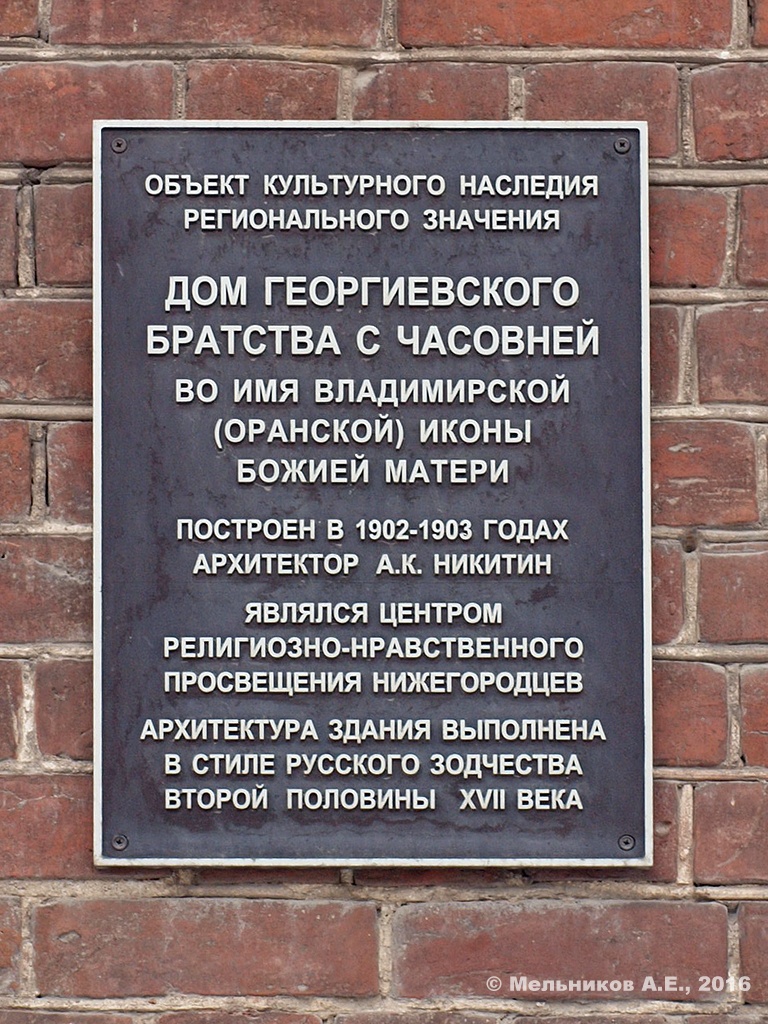 ОБЪЕКТ КУЛЬТУРНОГО НАСЛЕДИЯ
РЕГИОНАЛЬНОГО ЗНАЧЕНИЯ
ДОМ ГЕОРГИЕВСКОГО
БРАТСТВА С ЧАСОВНЕЙ
ВО ИМЯ ВЛАДИМИРСКОЙ
(ОРАНСКОЙ) ИКОНЫ
БОЖИЕЙ МАТЕРИ
ПОСТРОЕН В 1902-1903 ГОДАХ
АРХИТЕКТОР А.К. НИКИТИН
ЯВЛЯЛСЯ ЦЕНТРОМ
РЕЛИГИОЗНО-НРАВСТВЕННОГО
ПРОСВЕЩЕНИЯ НИЖЕГОРОДЦЕВ
АРХИТЕКТУРА ЗДАНИЯ ВЫПОЛНЕНА
В СТИЛЕ РУССКОГО ЗОДЧЕСТВА
ВТОРОЙ ПОЛОВИНЫ XVII ВЕКА
© Мельников А.Е., 2016